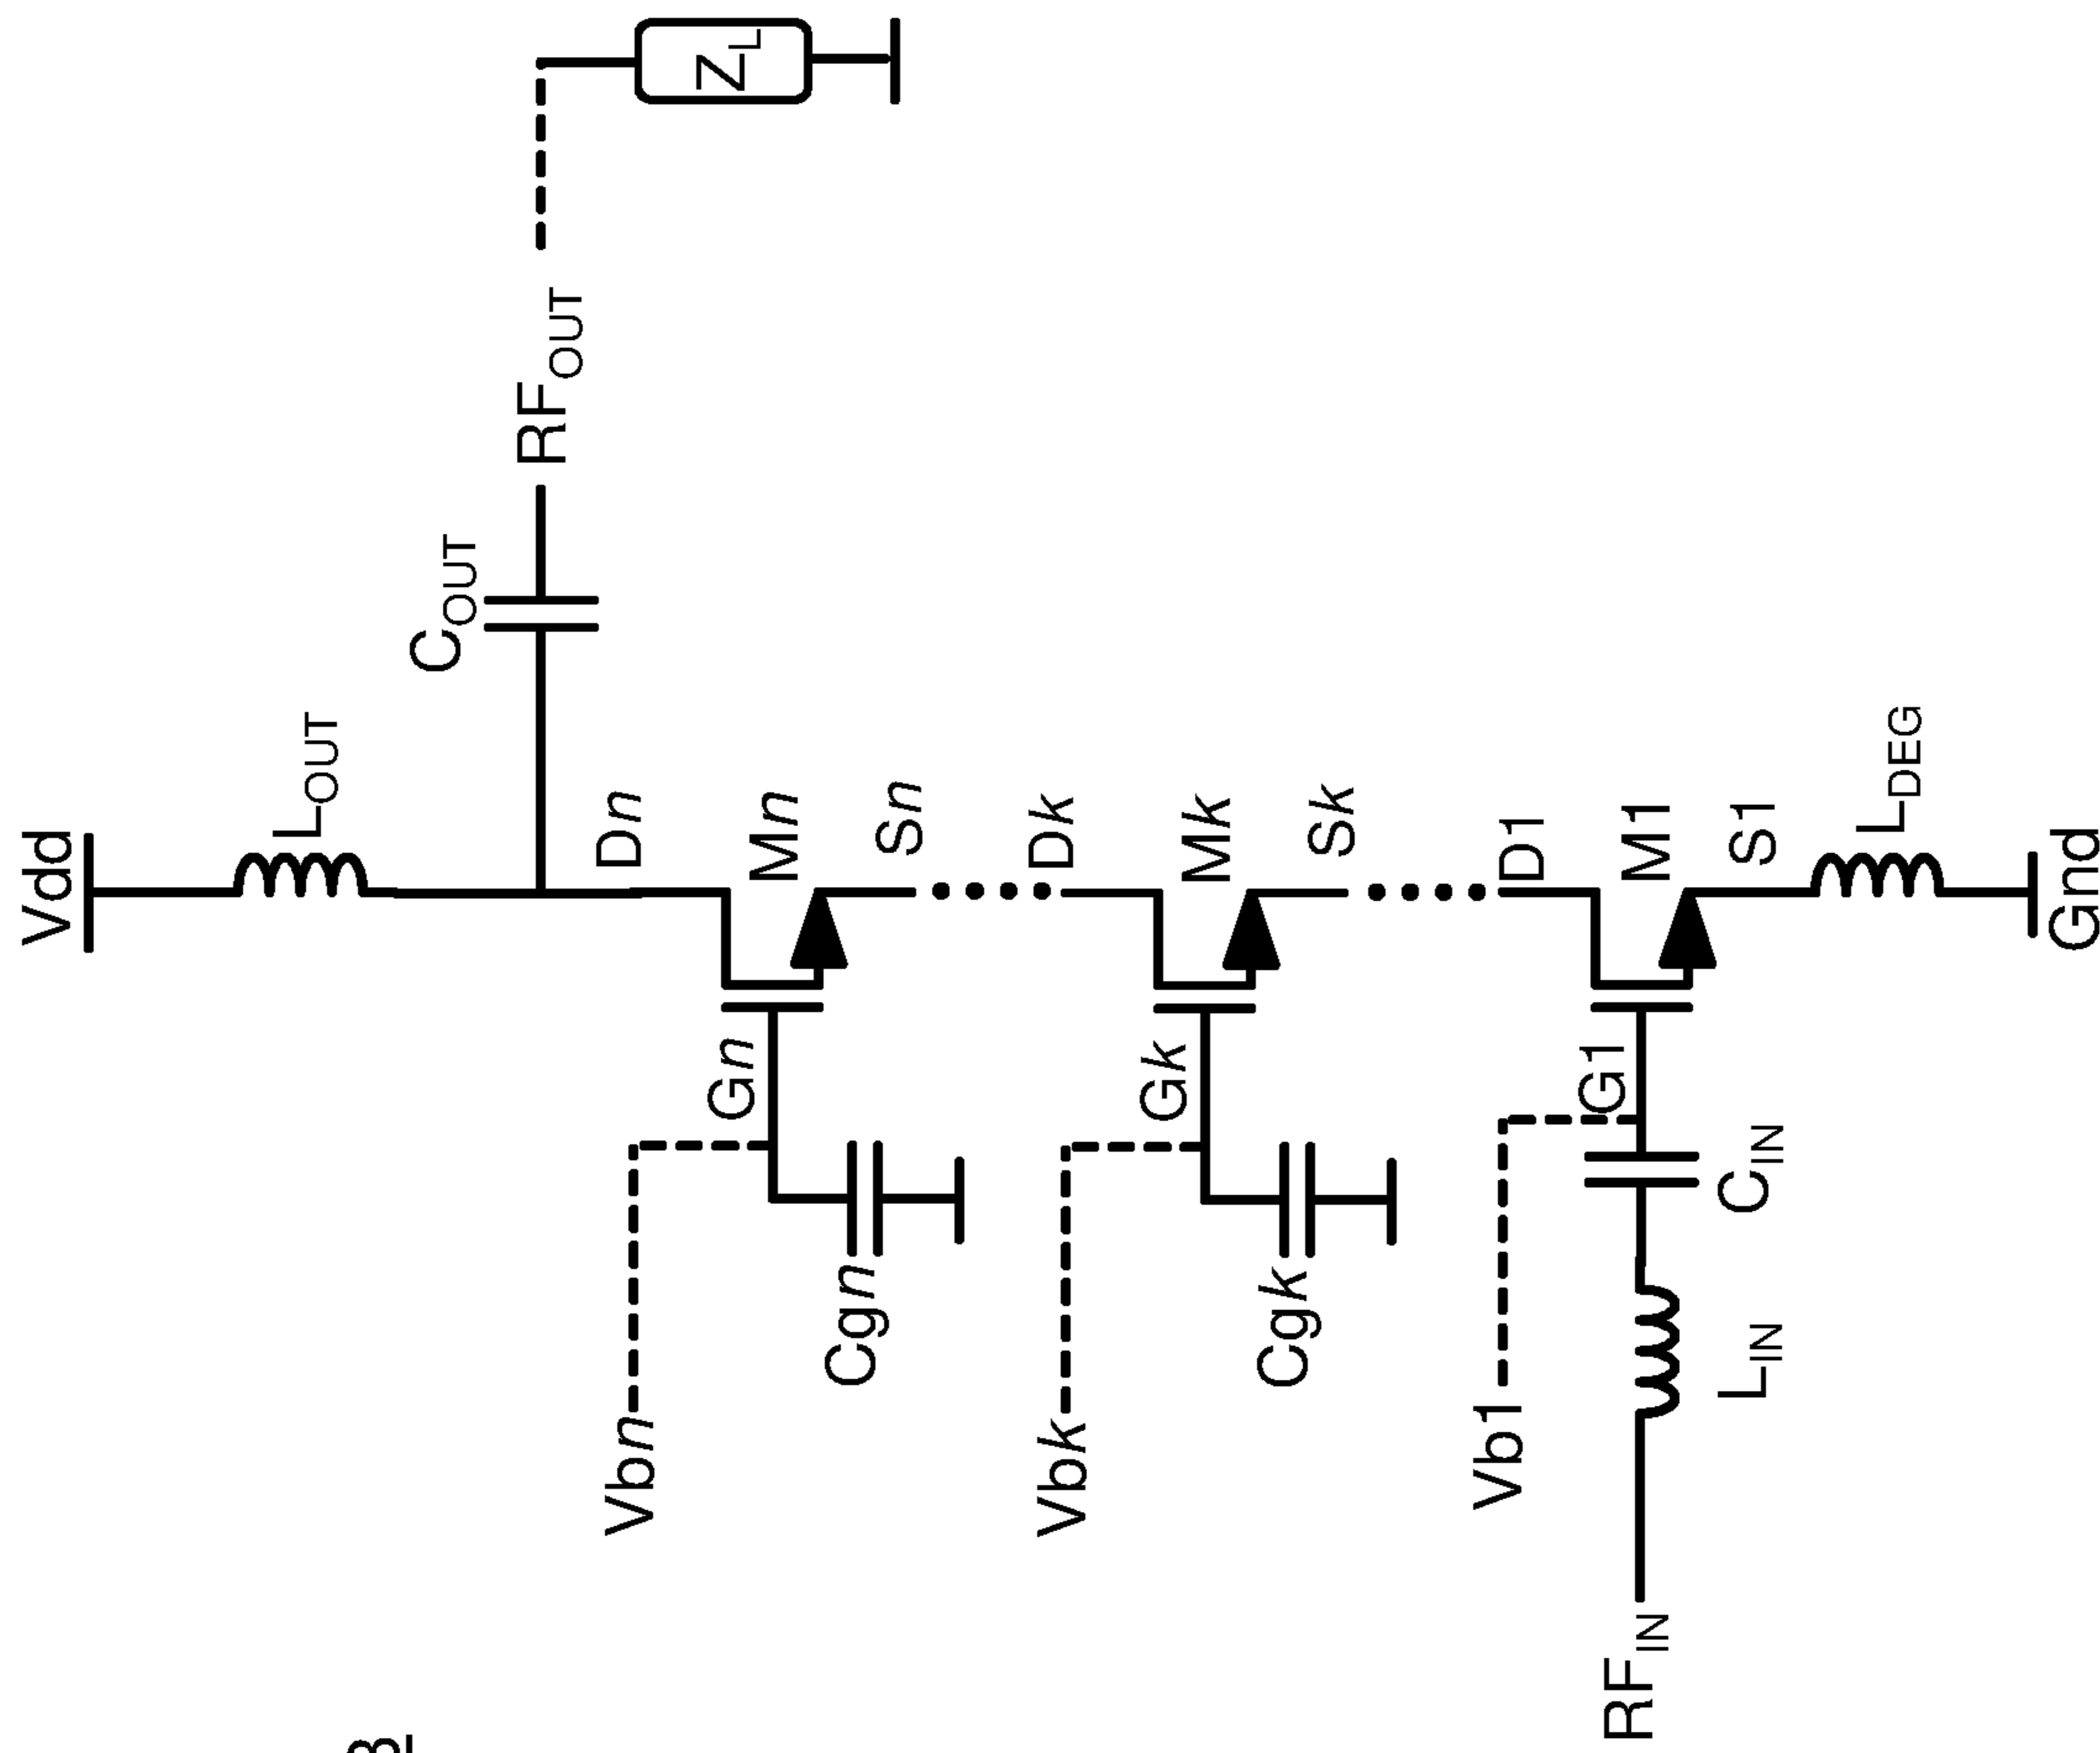 Vdd
L_OUT
C_OUT
RF_OUT
Z_L
Dn
Mn
Sn
Gn
Vbn
Cgn
Dk
Mk
Sk
Gk
Vbk
Cgk
D1
M1
S1
G1
Vb1
C_IN
L_IN
RF_IN
L_DEG
Gnd